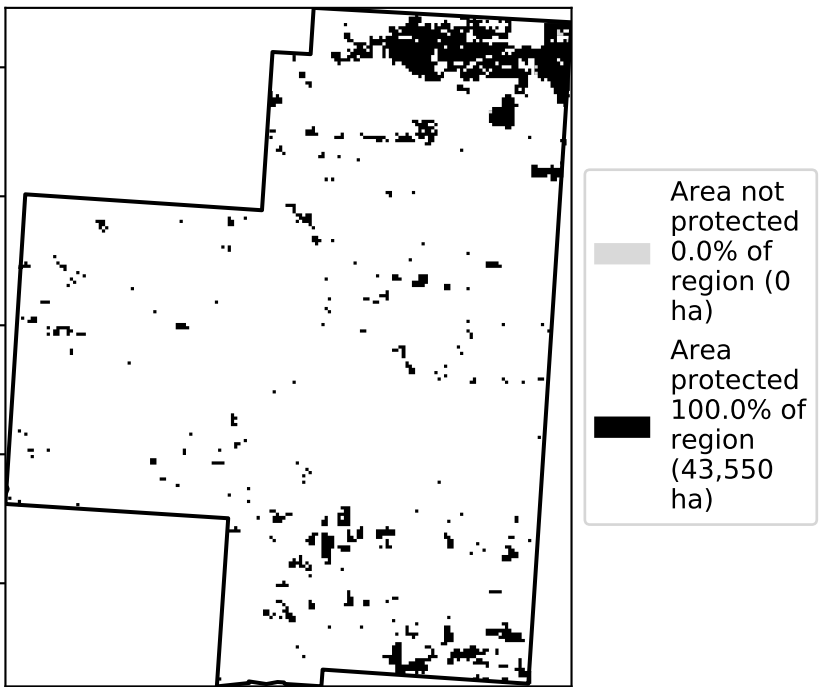 Area not
protected
0.0% of
region (0
ha)
Area
protected
100.0% of
region
(43,550
ha)